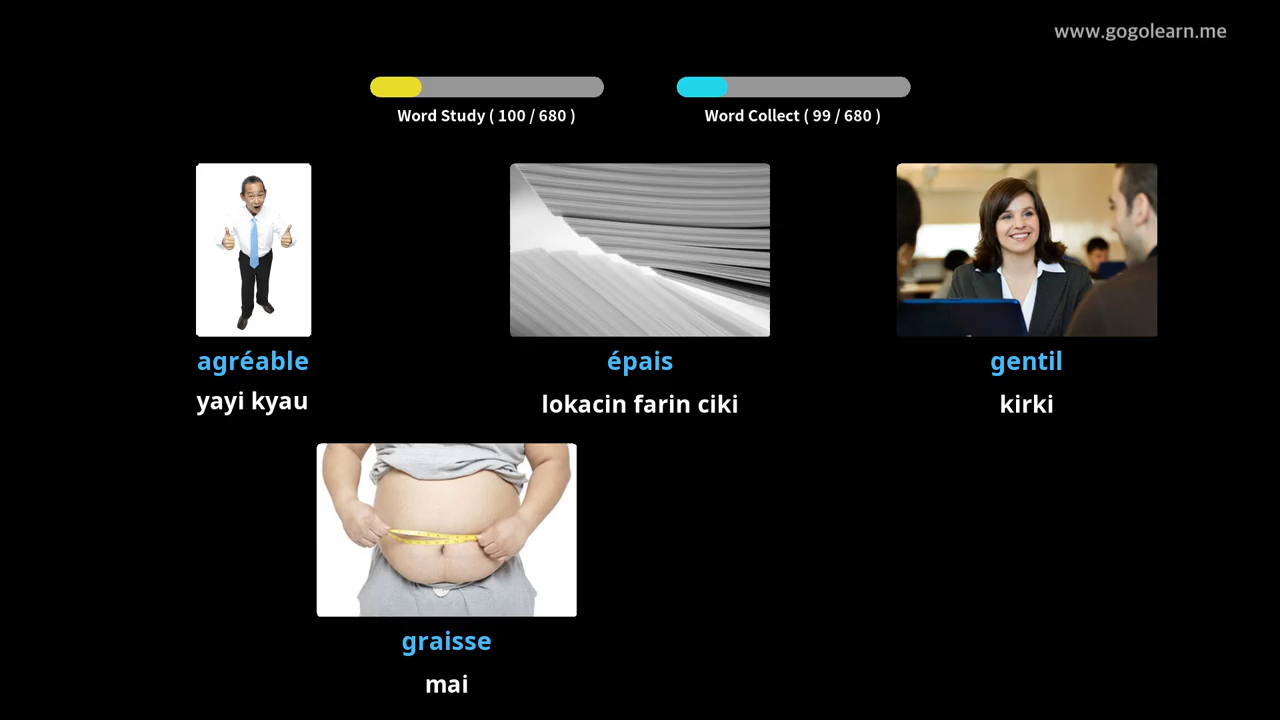 www.gogolearn.me
Word Study ( 100 / 680 )
Word Collect ( 99 / 680 )
agréable
yayi kyau
épais
lokacin farin ciki
gentil
kirki
graisse
mai